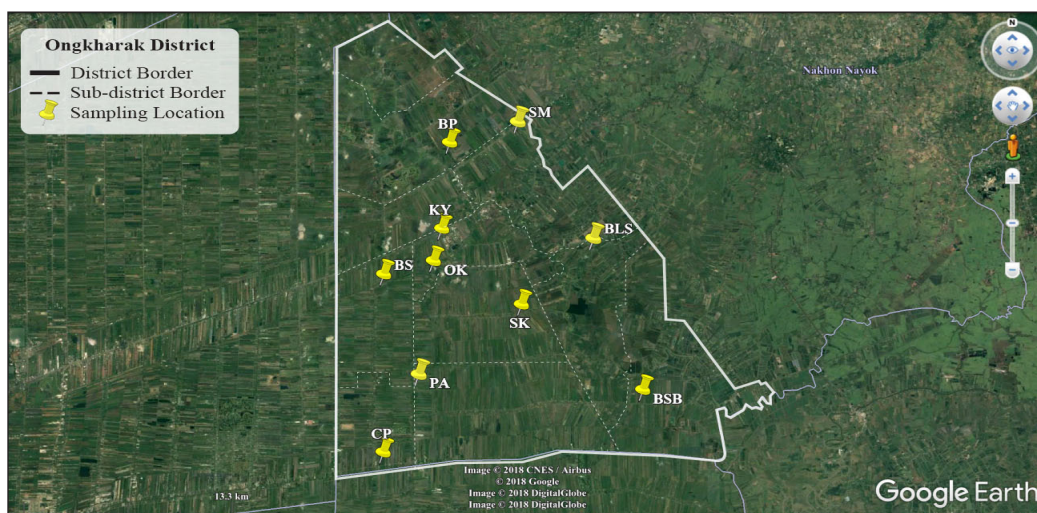 Ongkharak District
District Border
Sub-district Border
Sampling Location
N
Nakhon Nayok
SM
BP
KY
BLS
BS
OK
SK
PA
BSB
CP
13.3 km
Image © 2018 CNES / Airbus
© 2018 Google
Image © 2018 DigitalGlobe
Image © 2018 DigitalGlobe
Google Earth